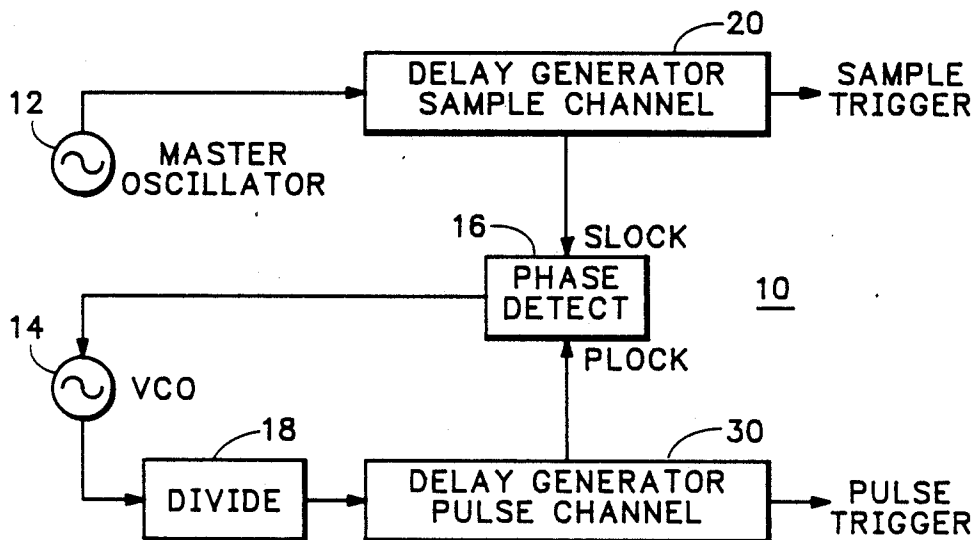 20
DELAY GENERATOR
SAMPLE CHANNEL
SAMPLE
TRIGGER
12
MASTER
OSCILLATOR
16
SLOCK
PHASE
DETECT
10
PLOCK
14
VCO
18
DIVIDE
30
DELAY GENERATOR
PULSE CHANNEL
PULSE
TRIGGER